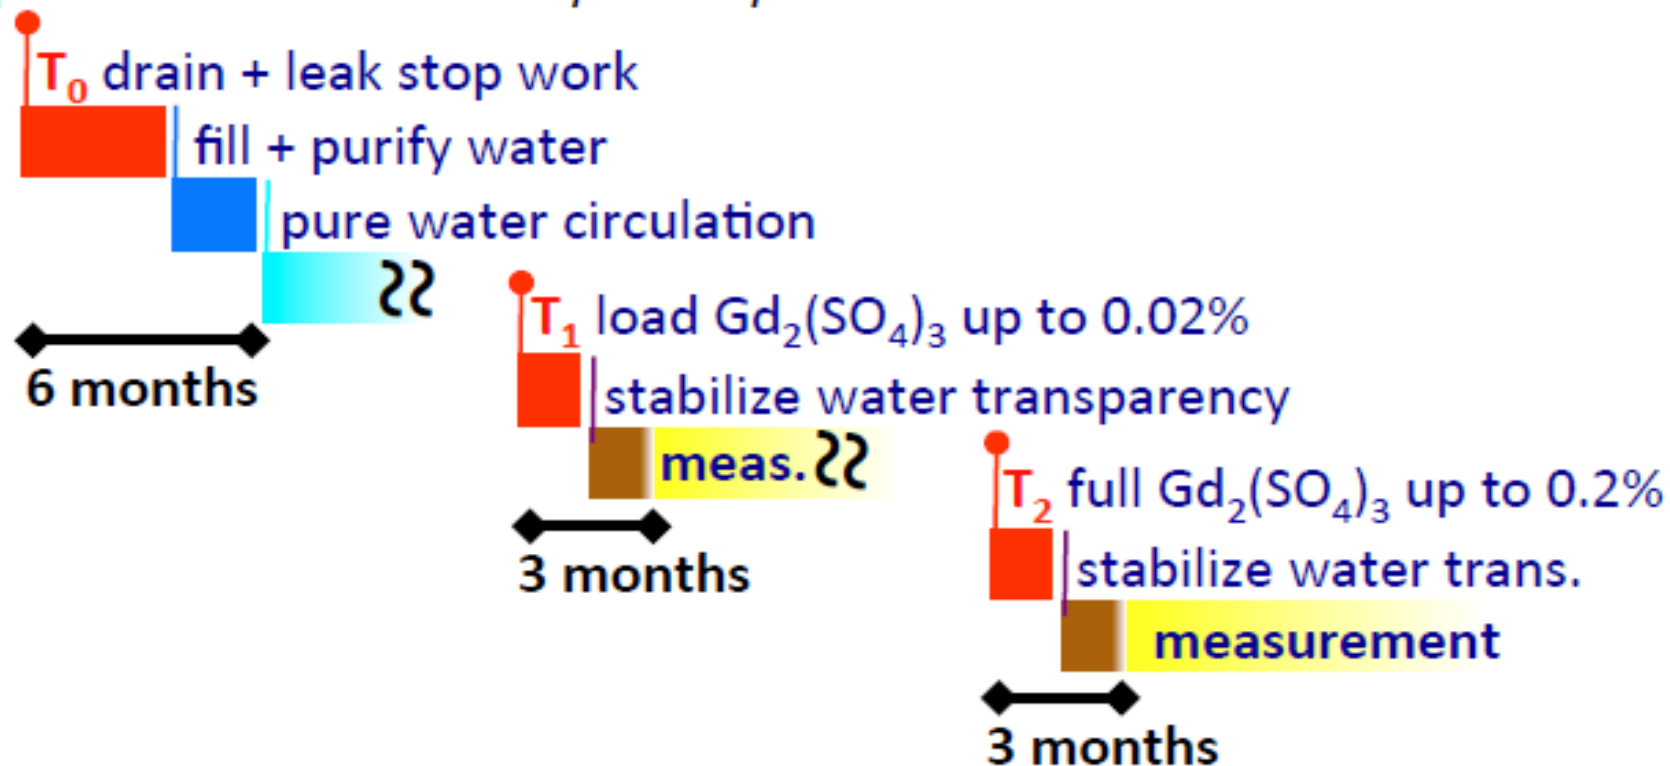 T₀ drain + leak stop work
fill + purify water
pure water circulation
6 months
T₁ load Gd₂(SO₄)₃ up to 0.02%
stabilize water transparency
meas.
3 months
T₂ full Gd₂(SO₄)₃ up to 0.2%
stabilize water trans.
measurement
3 months